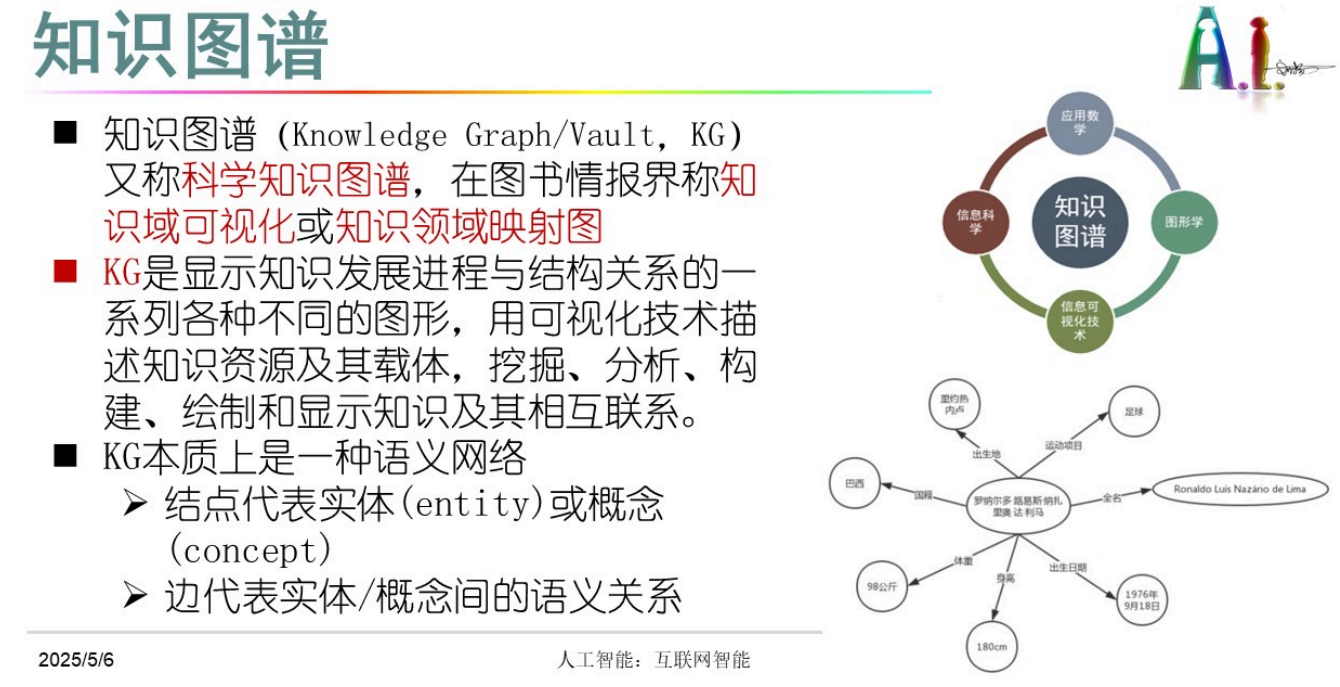 知识图谱
A.I.
■ 知识图谱 (Knowledge Graph/Vault, KG)
又称科学知识图谱，在图书情报界称知
识域可视化或知识领域映射图
■ KG是显示知识发展进程与结构关系的一
系列各种不同的图形，用可视化技术描
述知识资源及其载体，挖掘、分析、构
建、绘制和显示知识及其相互联系。
■ KG本质上是一种语义网络
➢ 结点代表实体(entity)或概念
(concept)
➢ 边代表实体/概念间的语义关系
应用数
学
信息科
学
知识
图谱
图形学
信息可
视化技
术
里约热
内卢
足球
出生地
运动项目
巴西
国籍
罗纳尔多·路易斯·纳扎
里奥·达·利马
全名
Ronaldo Luis Nazário de Lima
体重
身高
出生日期
98公斤
1976年
9月18日
180cm
2025/5/6
人工智能：互联网智能